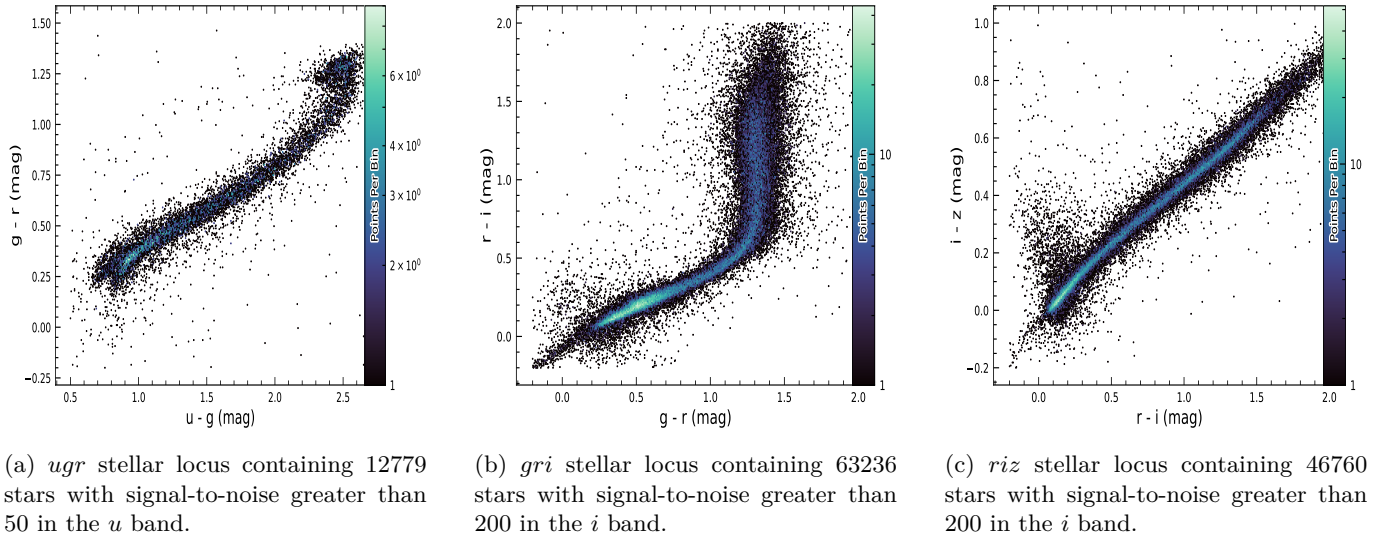 1.50
1.25
1.00
0.75
0.50
0.25
0.00
−0.25
g - r (mag)
0.5 1.0 1.5 2.0 2.5
u - g (mag)
6 × 10⁰
4 × 10⁰
3 × 10⁰
2 × 10⁰
1
Points Per Bin
2.0
1.5
1.0
0.5
0.0
r - i (mag)
0.0 0.5 1.0 1.5 2.0
g - r (mag)
10
1
Points Per Bin
1.0
0.8
0.6
0.4
0.2
0.0
−0.2
i - z (mag)
0.0 0.5 1.0 1.5 2.0
r - i (mag)
10
1
Points Per Bin
(a) ugr stellar locus containing 12779
stars with signal-to-noise greater than
50 in the u band.
(b) gri stellar locus containing 63236
stars with signal-to-noise greater than
200 in the i band.
(c) riz stellar locus containing 46760
stars with signal-to-noise greater than
200 in the i band.